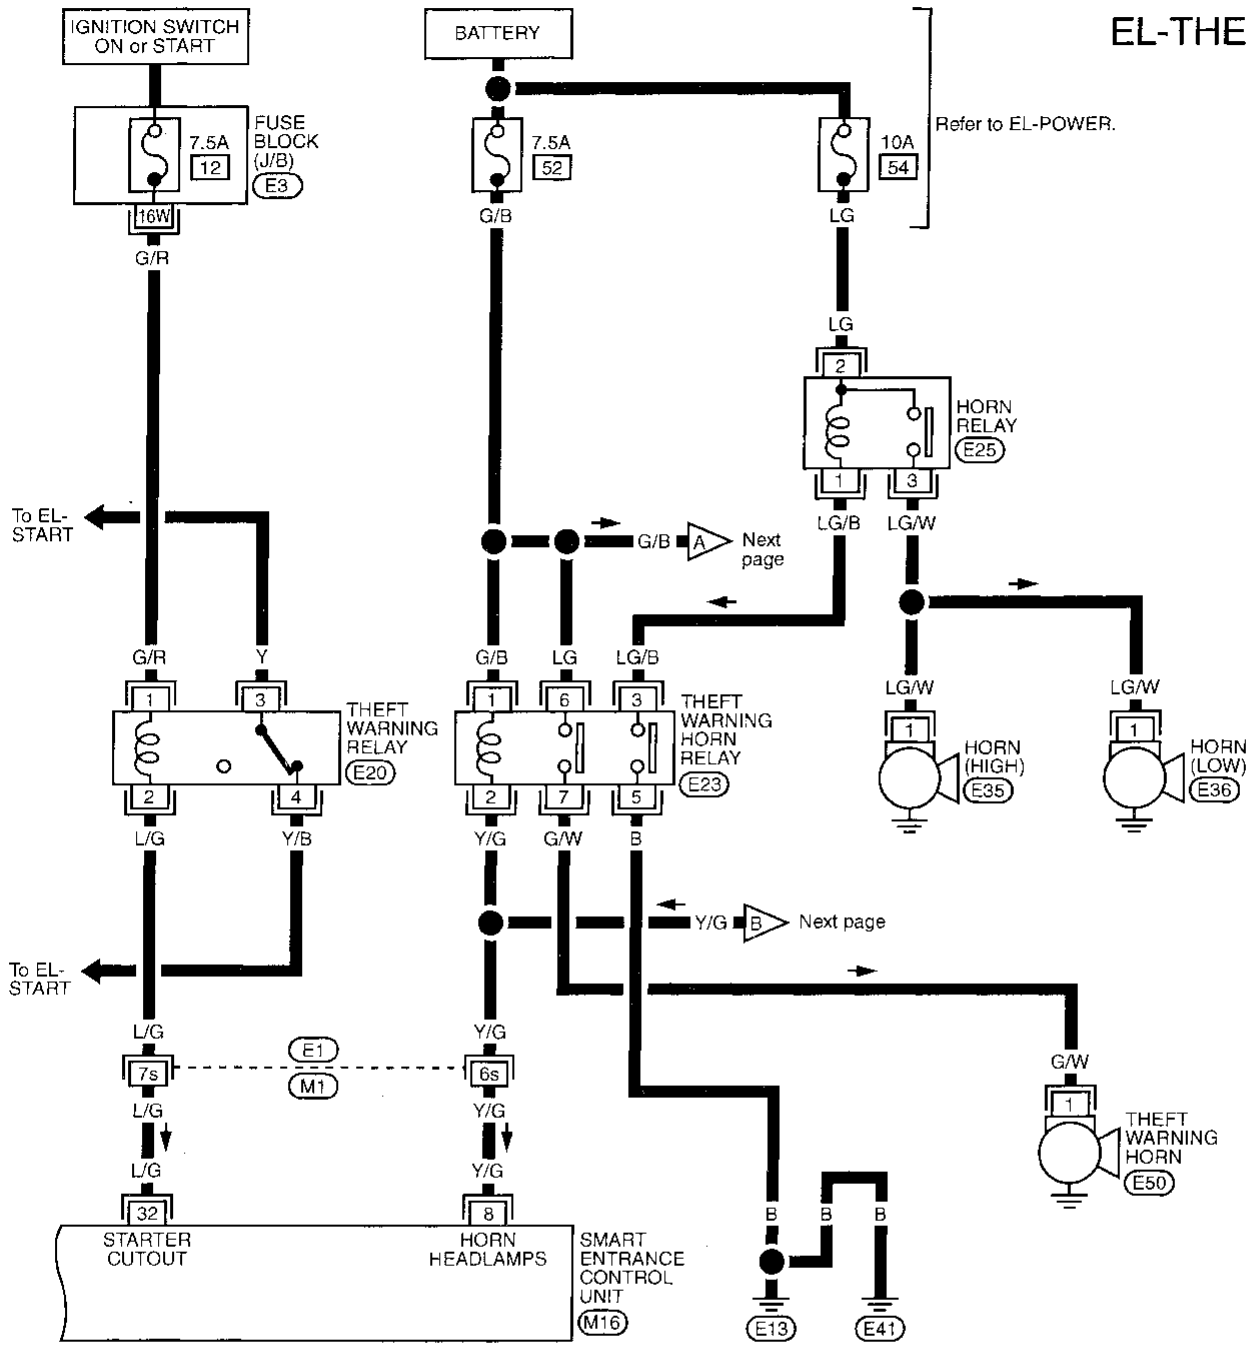 IGNITION SWITCH
ON or START
BATTERY
EL-THE
FUSE
BLOCK
(J/B)
E3
7.5A
12
7.5A
52
10A
54
Refer to EL-POWER.
16W
G/R
G/B
LG
LG
2
HORN
RELAY
E25
1
3
LG/B
LG/W
To EL-
START
G/B
A
Next
page
G/R
Y
G/B
LG
LG/B
LG/W
LG/W
1
3
1
6
3
THEFT
WARNING
RELAY
E20
THEFT
WARNING
HORN
RELAY
E23
1
HORN
(HIGH)
E35
1
HORN
(LOW)
E36
2
4
2
7
5
L/G
Y/B
Y/G
G/W
B
Y/G
B
Next page
To EL-
START
L/G
Y/G
E1
M1
7s
6s
L/G
Y/G
G/W
1
THEFT
WARNING
HORN
E50
L/G
Y/G
32
8
B
B
B
STARTER
CUTOUT
HORN
HEADLAMPS
SMART
ENTRANCE
CONTROL
UNIT
M16
E13
E41